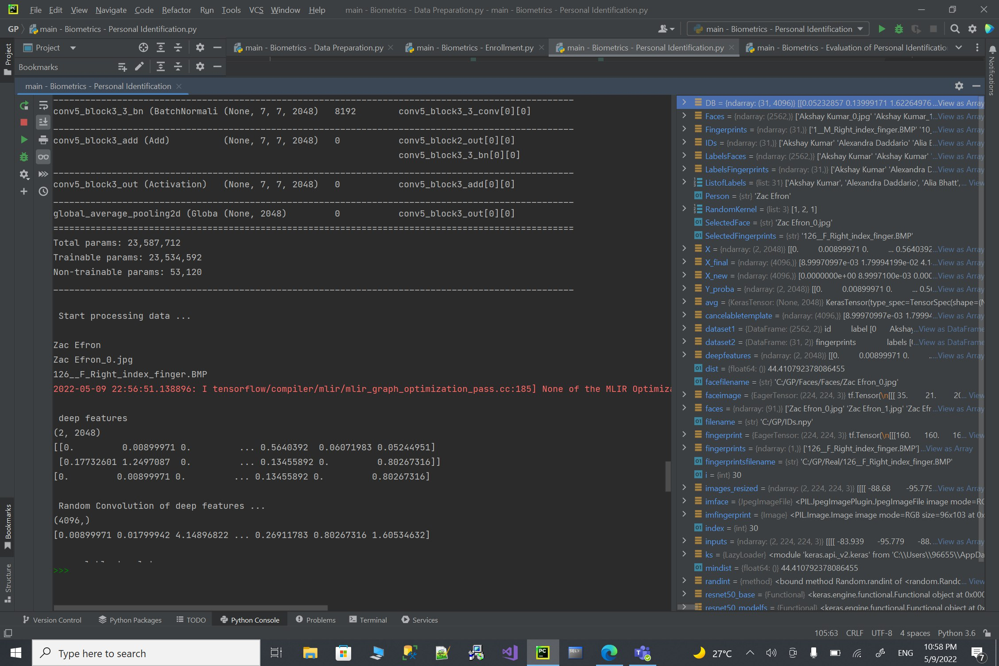 File Edit View Navigate Code Refactor Run Tools VCS Window Help main - Biometrics - Data Preparation.py - main - Biometrics - Personal Identification.py
GP main - Biometrics - Personal Identification.py main - Biometrics - Personal Identification
Project main - Biometrics - Data Preparation.py main - Biometrics - Enrollment.py main - Biometrics - Personal Identification.py main - Biometrics - Evaluation of Personal Identificatio
Bookmarks
main - Biometrics - Personal Identification
Project
Bookmarks
Structure
Notifications
conv5_block3_3_bn (BatchNormali (None, 7, 7, 2048) 8192 conv5_block3_3_conv[0][0]
conv5_block3_add (Add) (None, 7, 7, 2048) 0 conv5_block2_out[0][0]
conv5_block3_3_bn[0][0]
conv5_block3_out (Activation) (None, 7, 7, 2048) 0 conv5_block3_add[0][0]
global_average_pooling2d (Globa (None, 2048) 0 conv5_block3_out[0][0]
==================================================================================================
Total params: 23,587,712
Trainable params: 23,534,592
Non-trainable params: 53,120
Start processing data ...
Zac Efron
Zac Efron_0.jpg
126__F_Right_index_finger.BMP
2022-05-09 22:56:51.138896: I tensorflow/compiler/mlir/mlir_graph_optimization_pass.cc:185] None of the MLIR Optimiza
deep features
(2, 2048)
[[0. 0.00899971 0. ... 0.5640392 0.06071983 0.05244951]
[0.17732601 1.2497087 0. ... 0.13455892 0. 0.80267316]]
[0. 0.00899971 0. ... 0.13455892 0. 0.80267316]
Random Convolution of deep features ...
(4096,)
[0.00899971 0.01799942 4.14896822 ... 0.26911783 0.80267316 1.60534632]
>>>
DB = {ndarray: (31, 4096)} [[0.05232857 0.13999171 1.62264976 ...View as Array
Faces = {ndarray: (2562,)} ['Akshay Kumar_0.jpg' 'Akshay Kumar_1...View as Array
Fingerprints = {ndarray: (31,)} ['1__M_Right_index_finger.BMP' '10_...View as Array
IDs = {ndarray: (31,)} ['Akshay Kumar' 'Alexandra Daddario' 'Alia E...View as Array
LabelsFaces = {ndarray: (2562,)} ['Akshay Kumar' 'Akshay Kumar' '...View as Array
LabelsFingerprints = {ndarray: (31,)} ['Akshay Kumar' 'Alexandra D...View as Array
ListofLabels = {list: 31} ['Akshay Kumar', 'Alexandra Daddario', 'Alia Bhatt',... View
Person = {str} 'Zac Efron'
RandomKernel = {list: 3} [1, 2, 1]
SelectedFace = {str} 'Zac Efron_0.jpg'
SelectedFingerprints = {str} '126__F_Right_index_finger.BMP'
X = {ndarray: (2, 2048)} [[0. 0.00899971 0. ... 0.5640392...View as Array
X_final = {ndarray: (4096,)} [8.99970997e-03 1.79994199e-02 4.1...View as Array
X_new = {ndarray: (4096,)} [0.0000000e+00 8.9997100e-03 0.000...View as Array
Y_proba = {ndarray: (2, 2048)} [[0. 0.00899971 0. ... 0.56...View as Array
avg = {KerasTensor: (None, 2048)} KerasTensor(type_spec=TensorSpec(shape=(N
cancelabletemplate = {ndarray: (4096,)} [8.99970997e-03 1.79994...View as Array
dataset1 = {DataFrame: (2562, 2)} id label [0 Akshay...View as DataFrame
dataset2 = {DataFrame: (31, 2)} fingerprints labels [0...View as DataFrame
deepfeatures = {ndarray: (2, 2048)} [[0. 0.00899971 0. ...View as Array
dist = {float64: ()} 44.410792378086455
facefilename = {str} 'C:/GP/Faces/Faces/Zac Efron_0.jpg'
faceimage = {EagerTensor: (224, 224, 3)} tf.Tensor(\n[[[ 35. 21. 20... View
faces = {ndarray: (91,)} ['Zac Efron_0.jpg' 'Zac Efron_1.jpg' 'Zac Efr...View as Array
filename = {str} 'C:/GP/IDs.npy'
fingerprint = {EagerTensor: (224, 224, 3)} tf.Tensor(\n[[[160. 160. 16... View
fingerprints = {ndarray: (1,)} ['126__F_Right_index_finger.BMP'] ...View as Array
fingerprintsfilename = {str} 'C:/GP/Real/126__F_Right_index_finger.BMP'
i = {int} 30
images_resized = {ndarray: (2, 224, 224, 3)} [[[[ -88.68 -95.779...View as Array
imface = {JpegImageFile} <PIL.JpegImagePlugin.JpegImageFile image mode=RG
imfingerprint = {Image} <PIL.Image.Image image mode=RGB size=96x103 at 0x
index = {int} 30
inputs = {ndarray: (2, 224, 224, 3)} [[[[ -83.939 -95.779 -88. ...View as Array
ks = {LazyLoader} <module 'keras.api._v2.keras' from 'C:\\Users\\96655\\AppDa
mindist = {float64: ()} 44.410792378086455
randint = {method} <bound method Random.randint of <random.Rando... View
resnet50_base = {Functional} <keras.engine.functional.Functional object at 0x000
resnet50_modelfs = {Functional} <keras.engine.functional.Functional object at 0x
Version Control Python Packages TODO Python Console Problems Terminal Services
105:63 CRLF UTF-8 4 spaces Python 3.6
Type here to search 27°C ENG 10:58 PM
5/9/2022 7